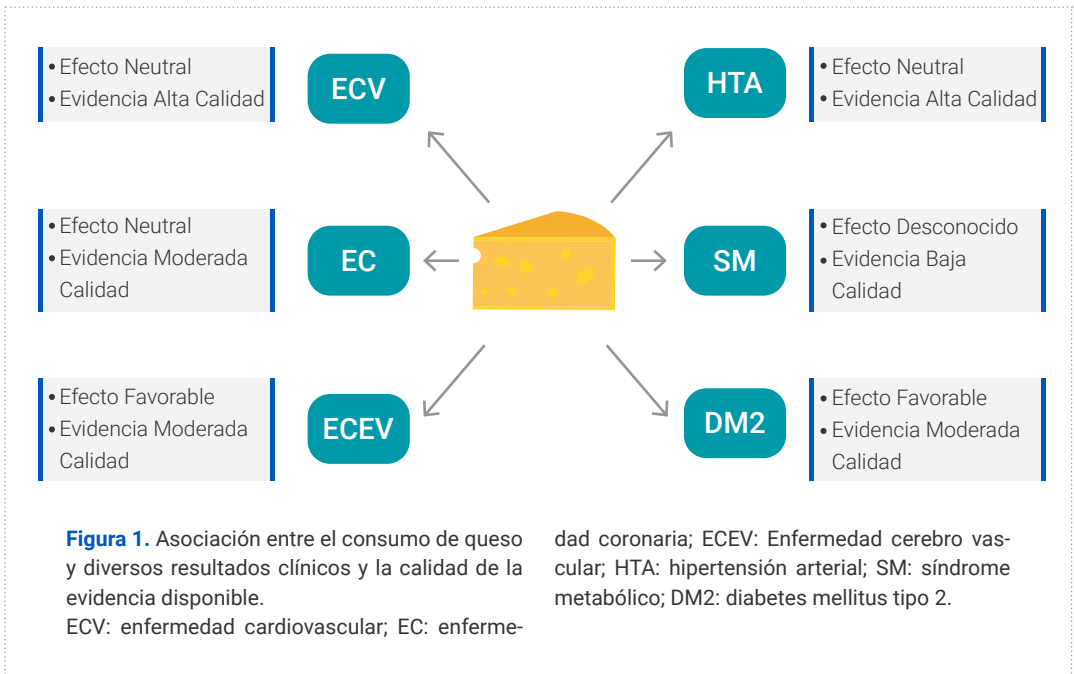 • Efecto Neutral
• Evidencia Alta Calidad
ECV
HTA
• Efecto Neutral
• Evidencia Alta Calidad
• Efecto Neutral
• Evidencia Moderada
Calidad
EC
SM
• Efecto Desconocido
• Evidencia Baja
Calidad
• Efecto Favorable
• Evidencia Moderada
Calidad
ECEV
DM2
• Efecto Favorable
• Evidencia Moderada
Calidad
Figura 1. Asociación entre el consumo de queso
y diversos resultados clínicos y la calidad de la
evidencia disponible.
ECV: enfermedad cardiovascular; EC: enferme-
dad coronaria; ECEV: Enfermedad cerebro vas-
cular; HTA: hipertensión arterial; SM: síndrome
metabólico; DM2: diabetes mellitus tipo 2.